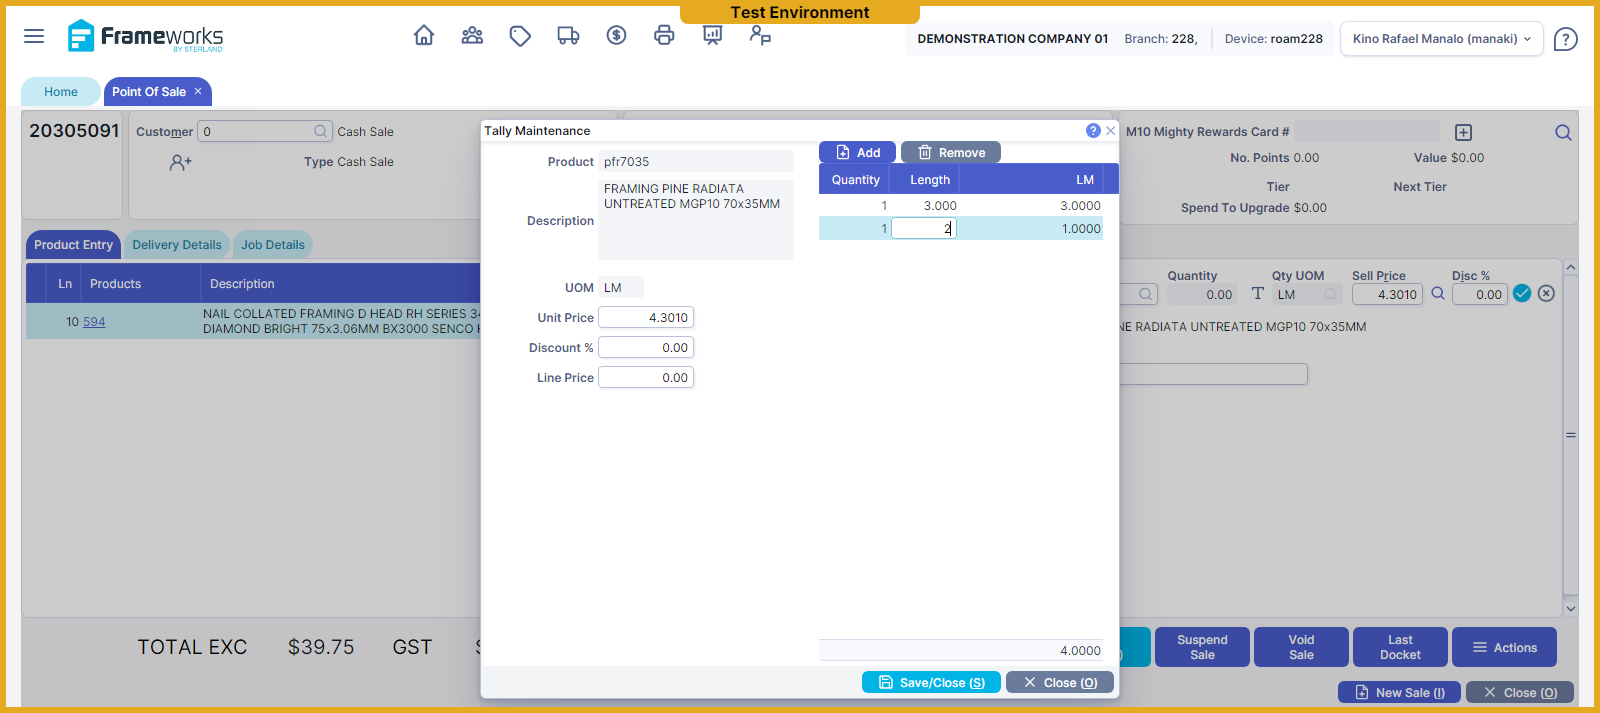 Test Environment
Frameworks
BY STERLAND
DEMONSTRATION COMPANY 01 Branch: 228, Device: roam228
Kino Rafael Manalo (manaki)
Home
Point Of Sale
20305091
Customer 0 Cash Sale
Type Cash Sale
M10 Mighty Rewards Card #
No. Points 0.00 Value $0.00
Tier Next Tier
Spend To Upgrade $0.00
Product Entry
Delivery Details
Job Details
Ln Products Description
10 594 NAIL COLLATED FRAMING D HEAD RH SERIES
DIAMOND BRIGHT 75x3.06MM BX3000 SENCO
Tally Maintenance
Product pfr7035
Description FRAMING PINE RADIATA
UNTREATED MGP10 70x35MM
UOM LM
Unit Price 4.3010
Discount % 0.00
Line Price 0.00
Add
Remove
Quantity Length LM
1 3.000 3.0000
1 2 1.0000
4.0000
Save/Close (S)
Close (O)
Quantity Qty UOM Sell Price Disc %
0.00 T LM 4.3010 0.00
RADIATA UNTREATED MGP10 70x35MM
TOTAL EXC $39.75 GST
Suspend
Sale
Void
Sale
Last
Docket
Actions
New Sale (I)
Close (O)